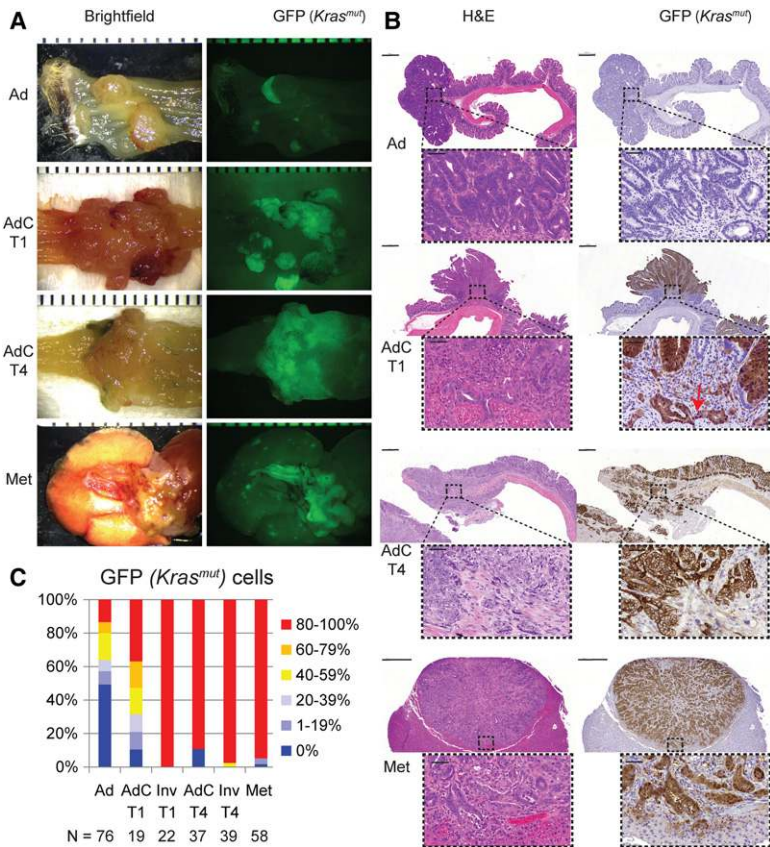 A
Brightfield
GFP (Kras^mut)
Ad
AdC
T1
AdC
T4
Met
B
H&E
GFP (Kras^mut)
Ad
AdC
T1
AdC
T4
Met
C
GFP (Kras^mut) cells
100%
80%
60%
40%
20%
0%
80-100%
60-79%
40-59%
20-39%
1-19%
0%
Ad AdC Inv AdC Inv Met
T1 T1 T4 T4
N = 76 19 22 37 39 58